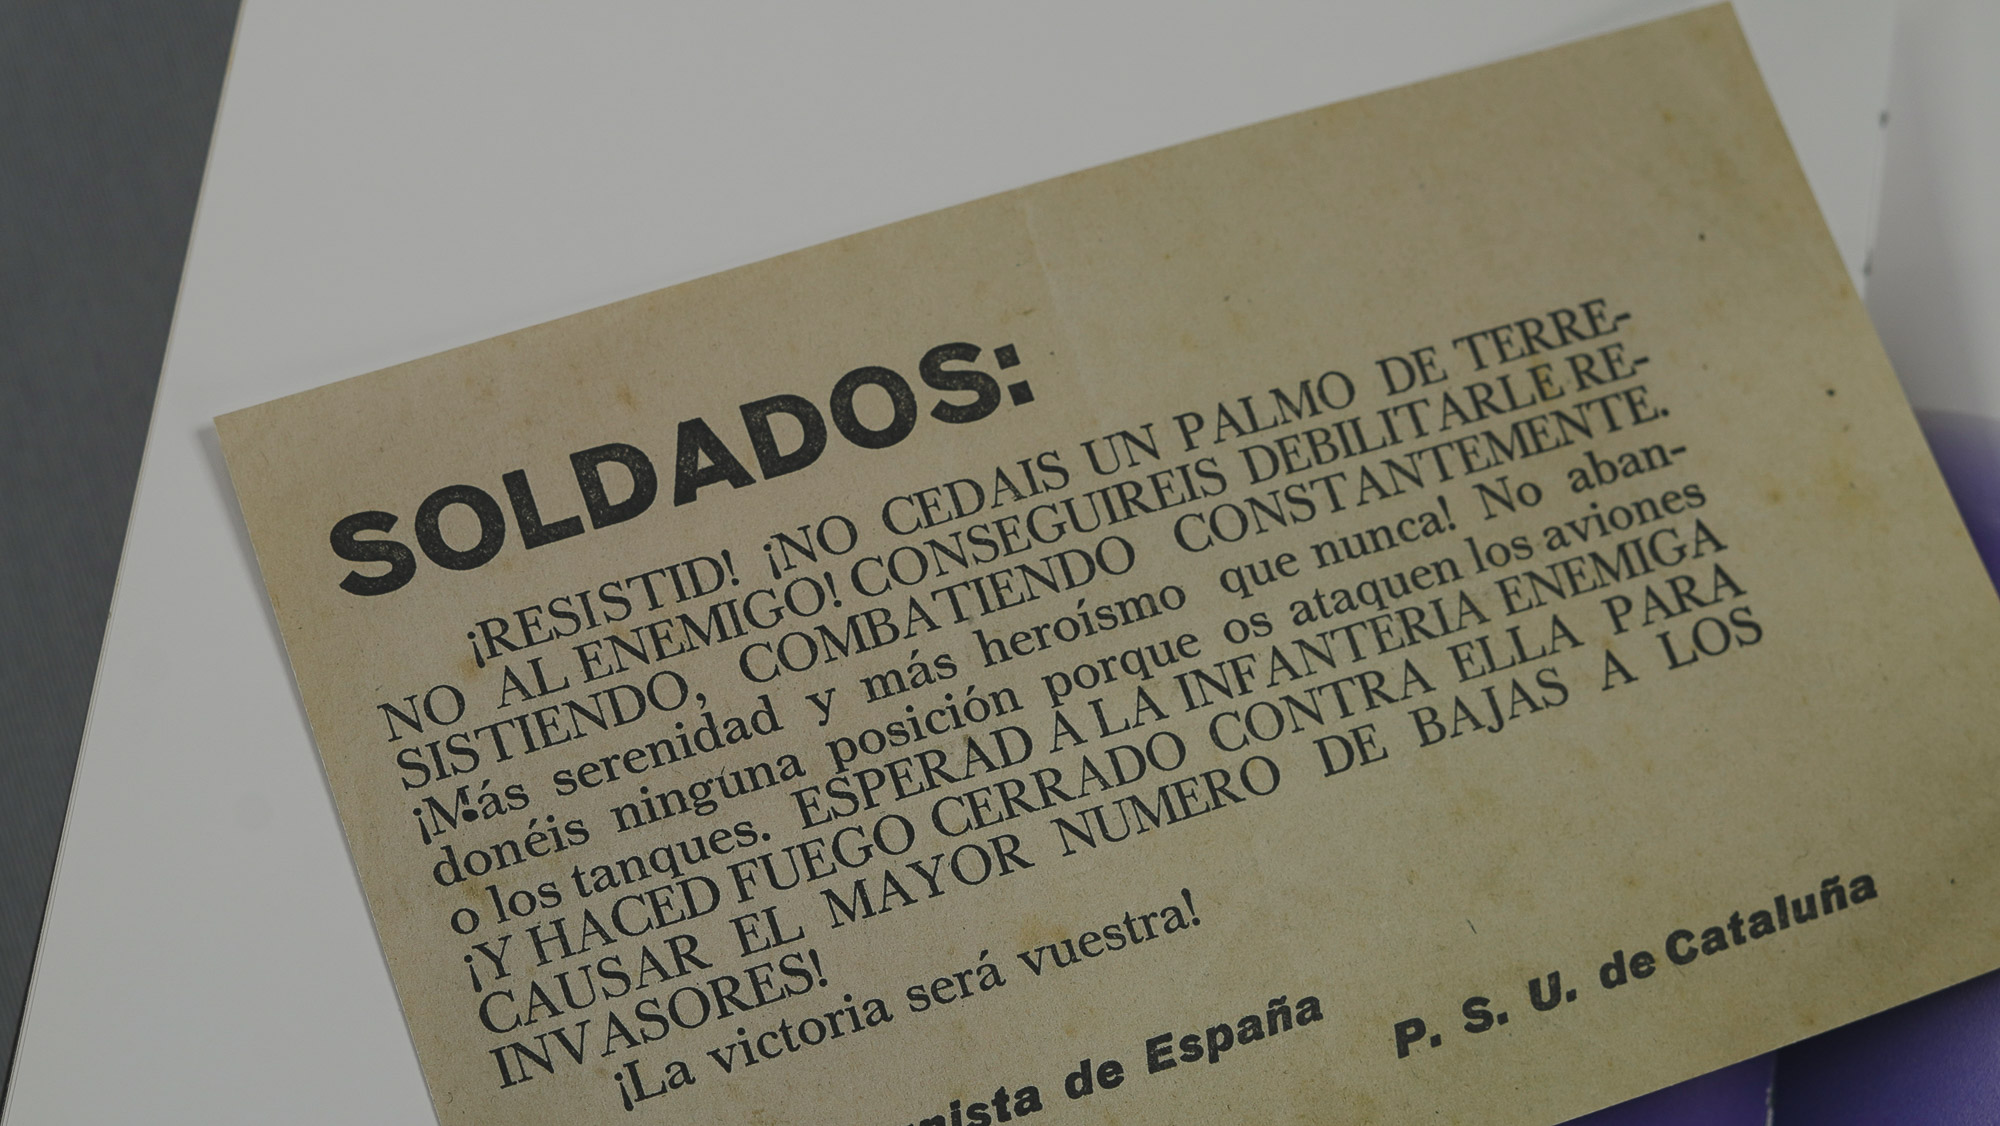 SOLDADOS:
¡RESISTID! ¡NO CEDAIS UN PALMO DE TERRE-
NO AL ENEMIGO! CONSEGUIREIS DEBILITARLE RE-
SISTIENDO, COMBATIENDO CONSTANTEMENTE.
¡Más serenidad y más heroísmo que nunca! No aban-
donéis ninguna posición porque os ataquen los aviones
o los tanques. ESPERAD A LA INFANTERIA ENEMIGA
¡Y HACED FUEGO CERRADO CONTRA ELLA PARA
CAUSAR EL MAYOR NUMERO DE BAJAS A LOS
INVASORES!
¡La victoria será vuestra!
de España P. S. U. de Cataluña